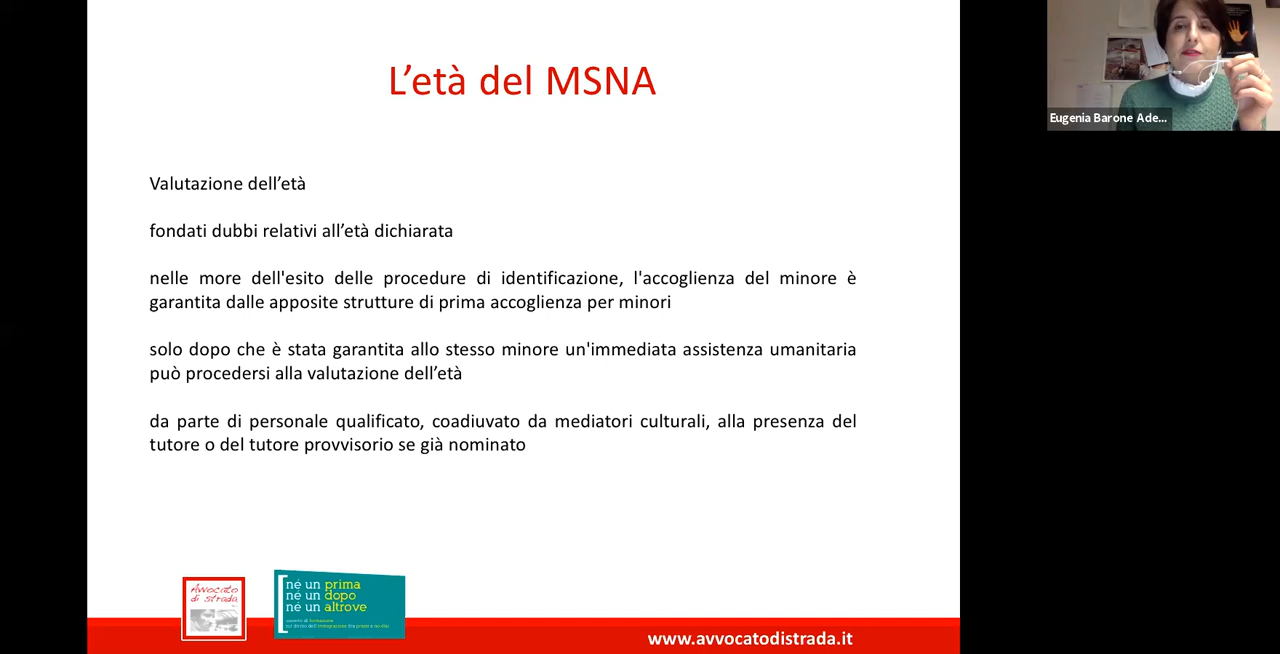 L’età del MSNA
Valutazione dell’età
fondati dubbi relativi all’età dichiarata
nelle more dell'esito delle procedure di identificazione, l'accoglienza del minore è
garantita dalle apposite strutture di prima accoglienza per minori
solo dopo che è stata garantita allo stesso minore un'immediata assistenza umanitaria
può procedersi alla valutazione dell’età
da parte di personale qualificato, coadiuvato da mediatori culturali, alla presenza del
tutore o del tutore provvisorio se già nominato
Avvocato
di strada
né un prima
né un dopo
né un altrove
www.avvocatodistrada.it
Eugenia Barone Ade...